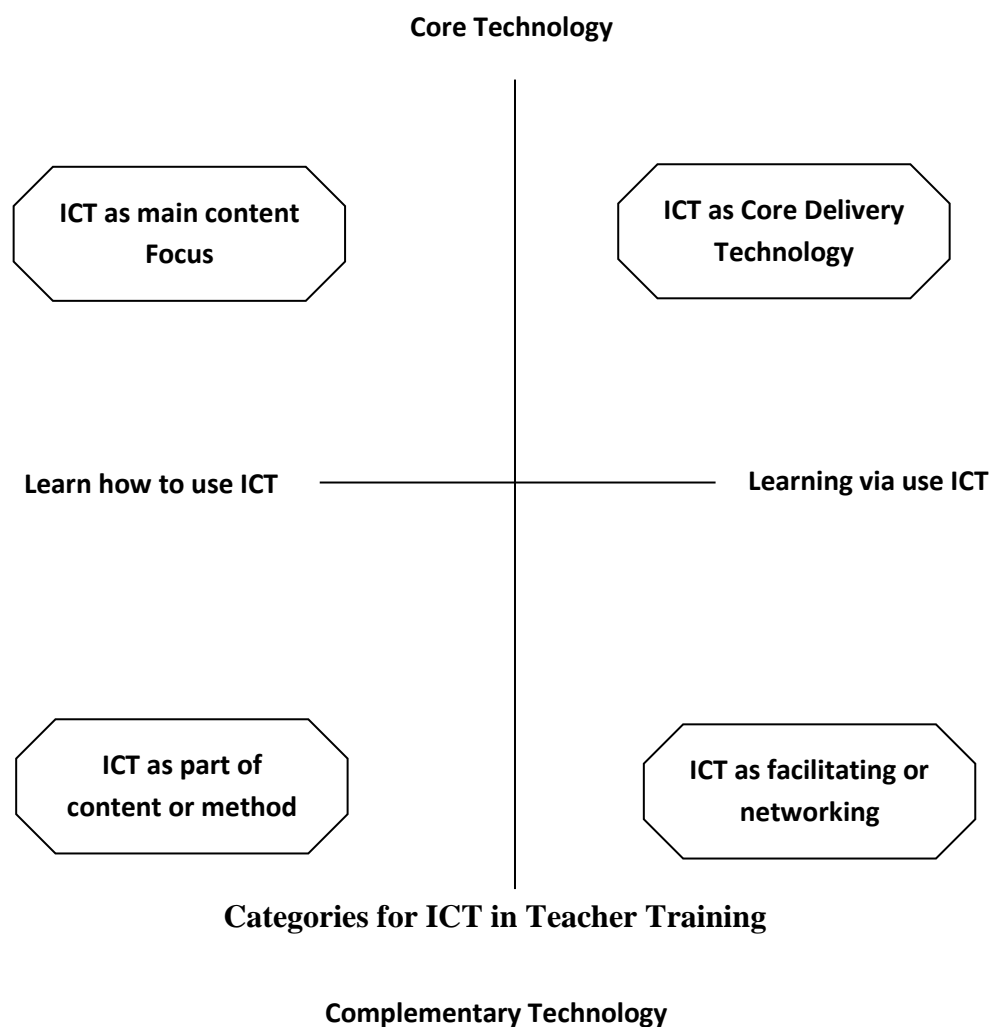 Core Technology
ICT as main content
Focus
ICT as Core Delivery
Technology
Learn how to use ICT
Learning via use ICT
ICT as part of
content or method
ICT as facilitating or
networking
Categories for ICT in Teacher Training
Complementary Technology